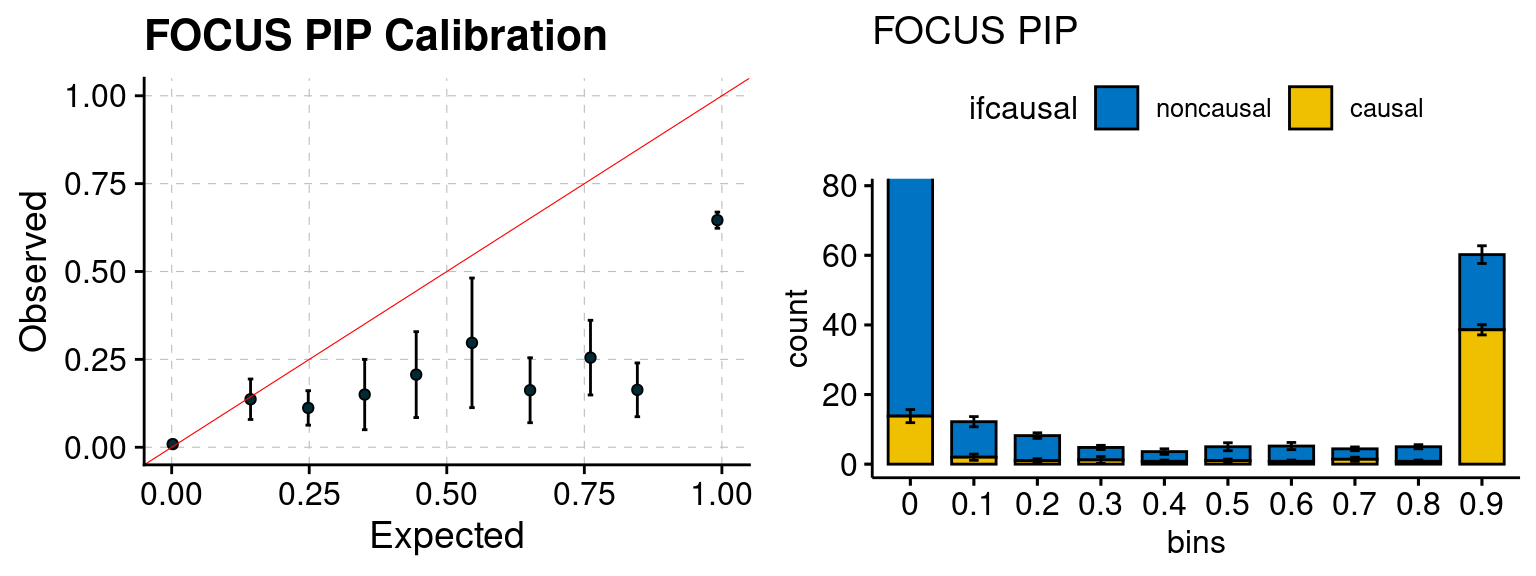 FOCUS PIP Calibration
1.00
0.75
0.50
0.25
0.00
Observed
0.00 0.25 0.50 0.75 1.00
Expected
FOCUS PIP
ifcausal noncausal causal
80
60
40
20
0
count
0 0.1 0.2 0.3 0.4 0.5 0.6 0.7 0.8 0.9
bins